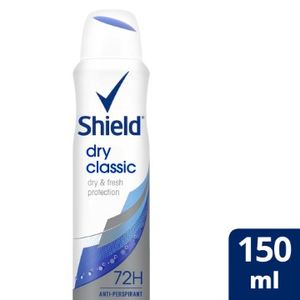 Shield
dry
classic
dry & fresh
protection
72H
ANTI-PERSPIRANT
150
ml